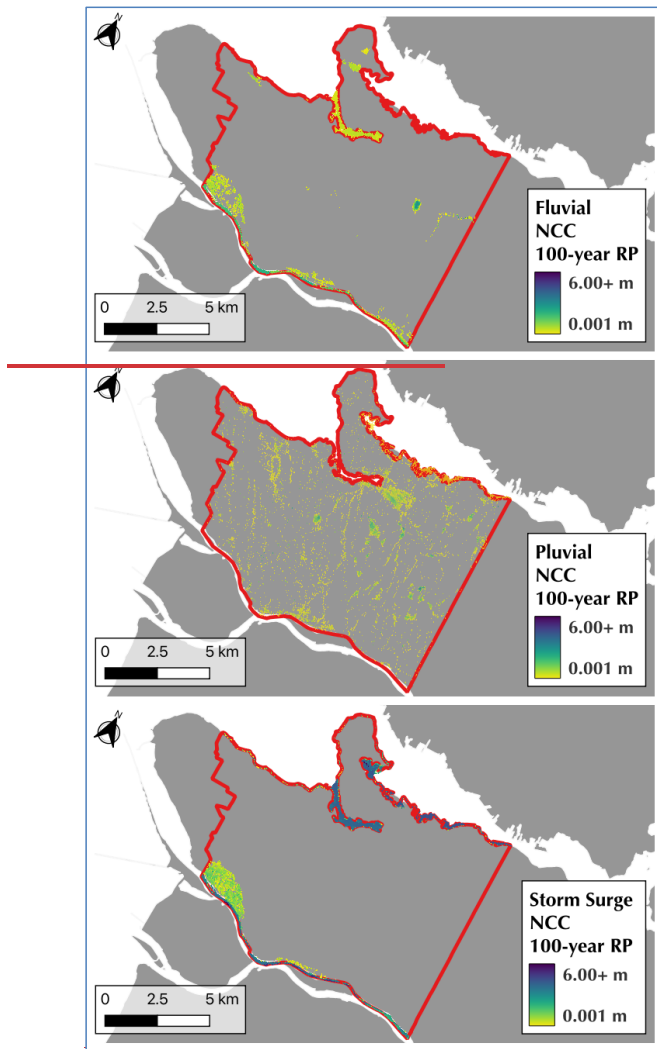 N
Fluvial
NCC
100-year RP
6.00+ m
0.001 m
0 2.5 5 km
N
Pluvial
NCC
100-year RP
6.00+ m
0.001 m
0 2.5 5 km
N
Storm Surge
NCC
100-year RP
6.00+ m
0.001 m
0 2.5 5 km